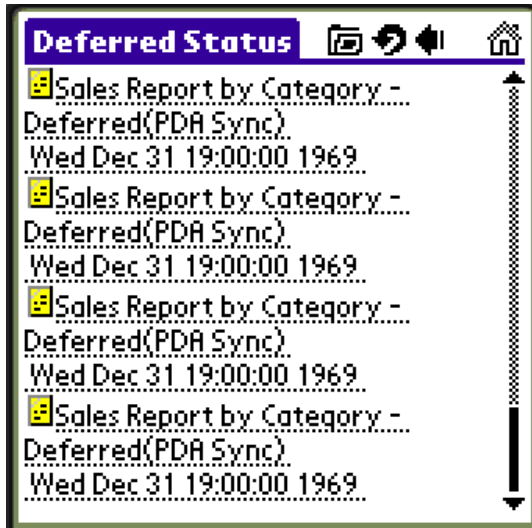 Deferred Status
Sales Report by Category -
Deferred(PDA Sync)
Wed Dec 31 19:00:00 1969
Sales Report by Category -
Deferred(PDA Sync)
Wed Dec 31 19:00:00 1969
Sales Report by Category -
Deferred(PDA Sync)
Wed Dec 31 19:00:00 1969
Sales Report by Category -
Deferred(PDA Sync)
Wed Dec 31 19:00:00 1969